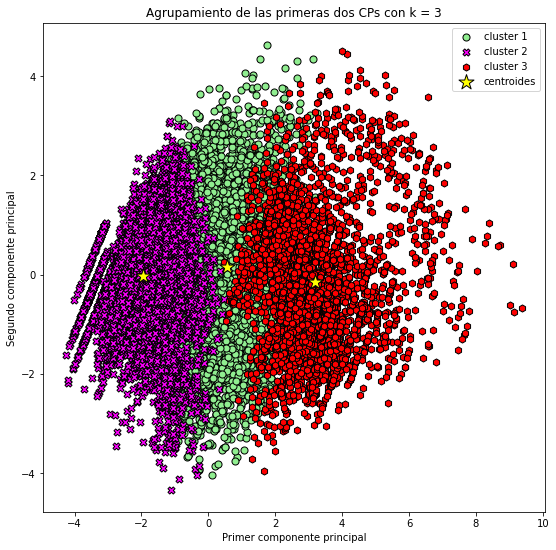 Agrupamiento de las primeras dos CPs con k = 3
cluster 1
cluster 2
cluster 3
centroides
4
2
0
−2
−4
Segundo componente principal
−4
−2
0
2
4
6
8
10
Primer componente principal